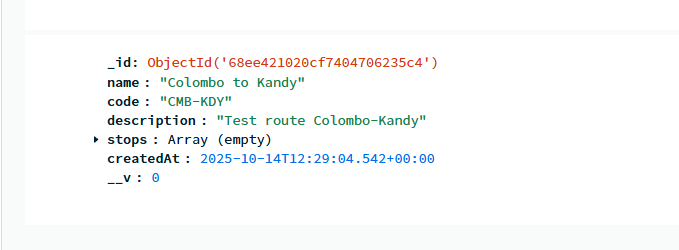 _id: ObjectId('68ee421020cf7404706235c4')
name : "Colombo to Kandy"
code : "CMB-KDY"
description : "Test route Colombo-Kandy"
stops : Array (empty)
createdAt : 2025-10-14T12:29:04.542+00:00
__v : 0